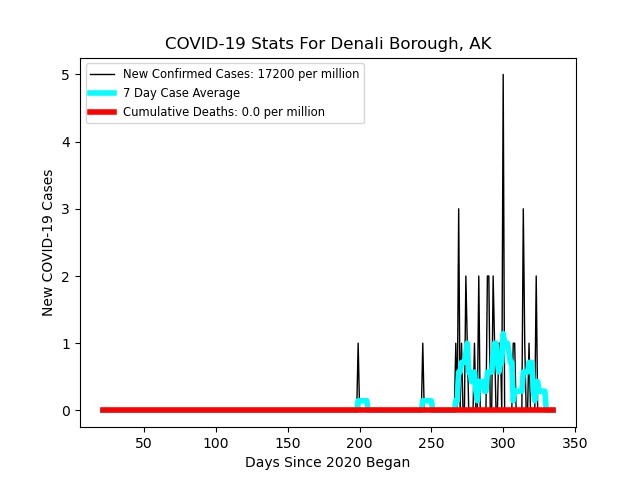 COVID-19 Stats For Denali Borough, AK
New Confirmed Cases: 17200 per million
7 Day Case Average
Cumulative Deaths: 0.0 per million
New COVID-19 Cases
5
4
3
2
1
0
50 100 150 200 250 300 350
Days Since 2020 Began